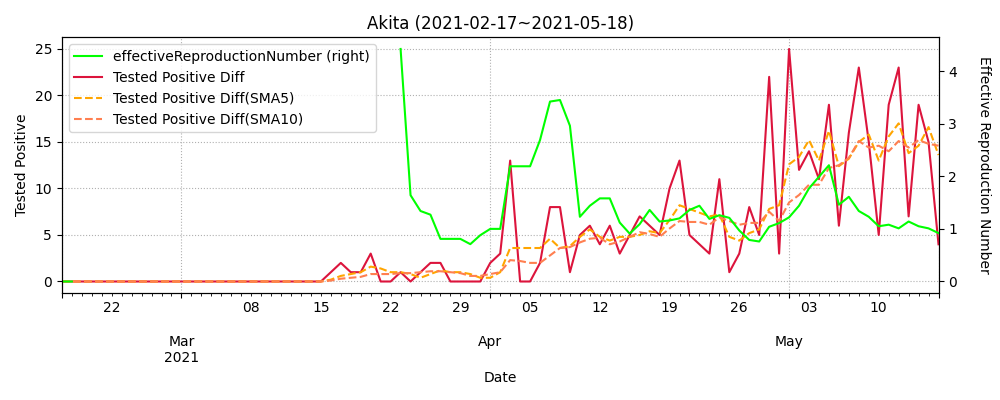 Akita (2021-02-17~2021-05-18)
effectiveReproductionNumber (right)
Tested Positive Diff
Tested Positive Diff(SMA5)
Tested Positive Diff(SMA10)
Tested Positive
25
20
15
10
5
0
Effective Reproduction Number
4
3
2
1
0
22 08 15 22 29 05 12 19 26 03 10
Mar Apr May
2021
Date